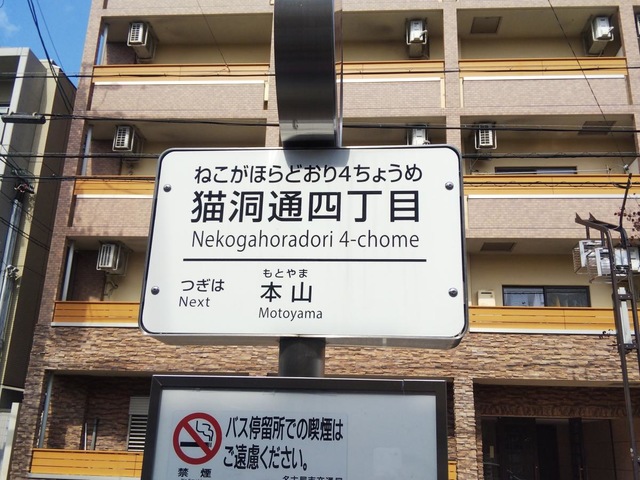 ねこがほらどおり4ちょうめ
猫洞通四丁目
Nekogahoradori 4-chome
つぎは
Next
もとやま
本山
Motoyama
バス停留所での喫煙は
ご遠慮ください。
禁煙